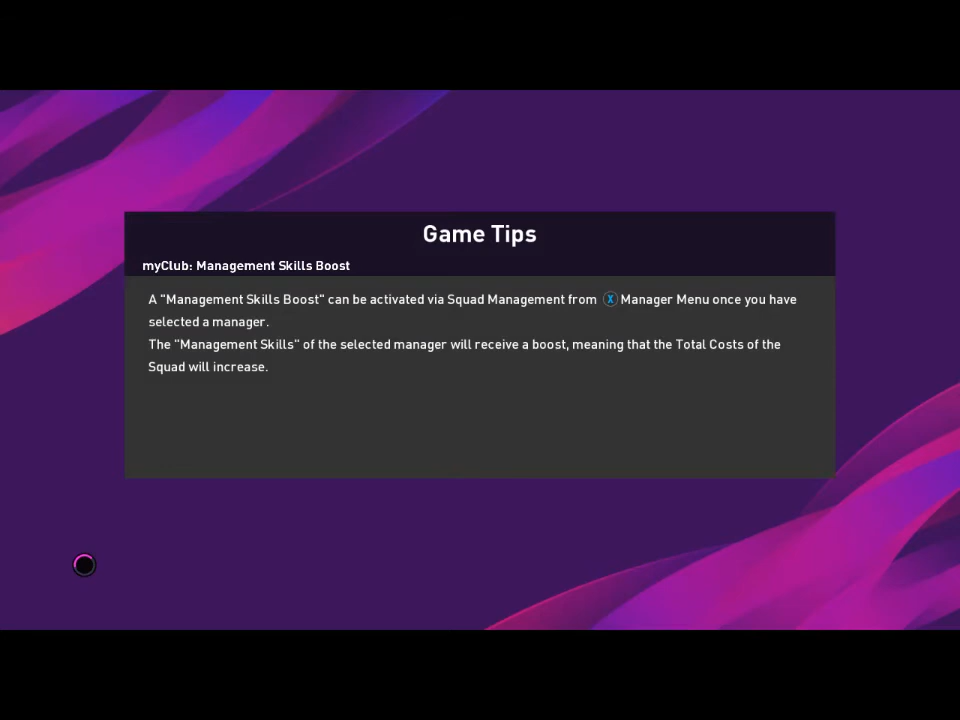 Game Tips
myClub: Management Skills Boost
A "Management Skills Boost" can be activated via Squad Management from X Manager Menu once you have
selected a manager.
The "Management Skills" of the selected manager will receive a boost, meaning that the Total Costs of the
Squad will increase.